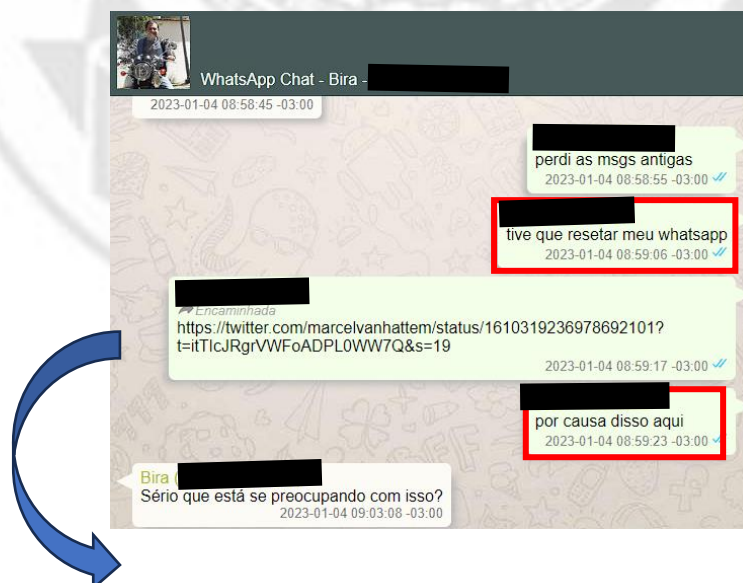 WhatsApp Chat - Bira -
2023-01-04 08:58:45 -03:00
perdi as msgs antigas
2023-01-04 08:58:55 -03:00
tive que resetar meu whatsapp
2023-01-04 08:59:06 -03:00
Encaminhada
https://twitter.com/marcelvanhattem/status/1610319236978692101?
t=itTIcJRgrVWFoADPL0WW7Q&s=19
2023-01-04 08:59:17 -03:00
por causa disso aqui
2023-01-04 08:59:23 -03:00
Bira (
Sério que está se preocupando com isso?
2023-01-04 09:03:08 -03:00